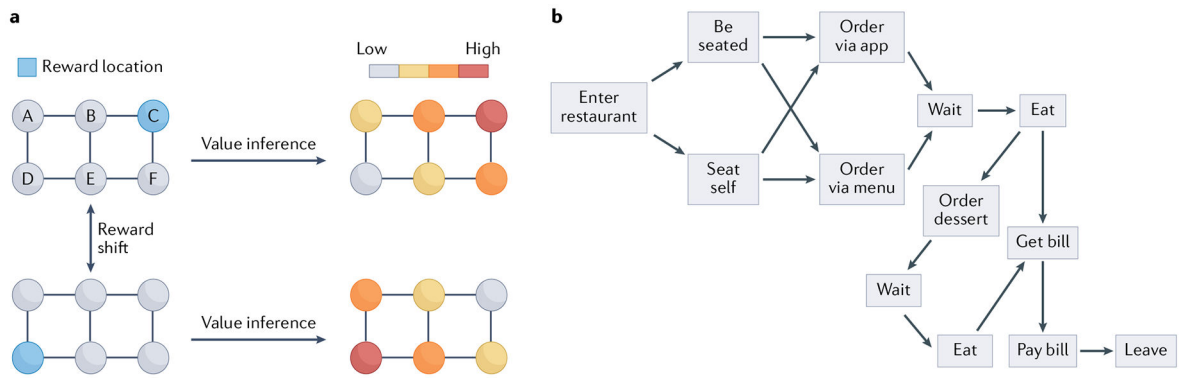 a
Low
High
Reward location
A
B
C
D
E
F
Value inference
Reward
shift
Value inference
b
Enter
restaurant
Be
seated
Seat
self
Order
via app
Order
via menu
Wait
Eat
Order
dessert
Get bill
Wait
Eat
Pay bill
Leave